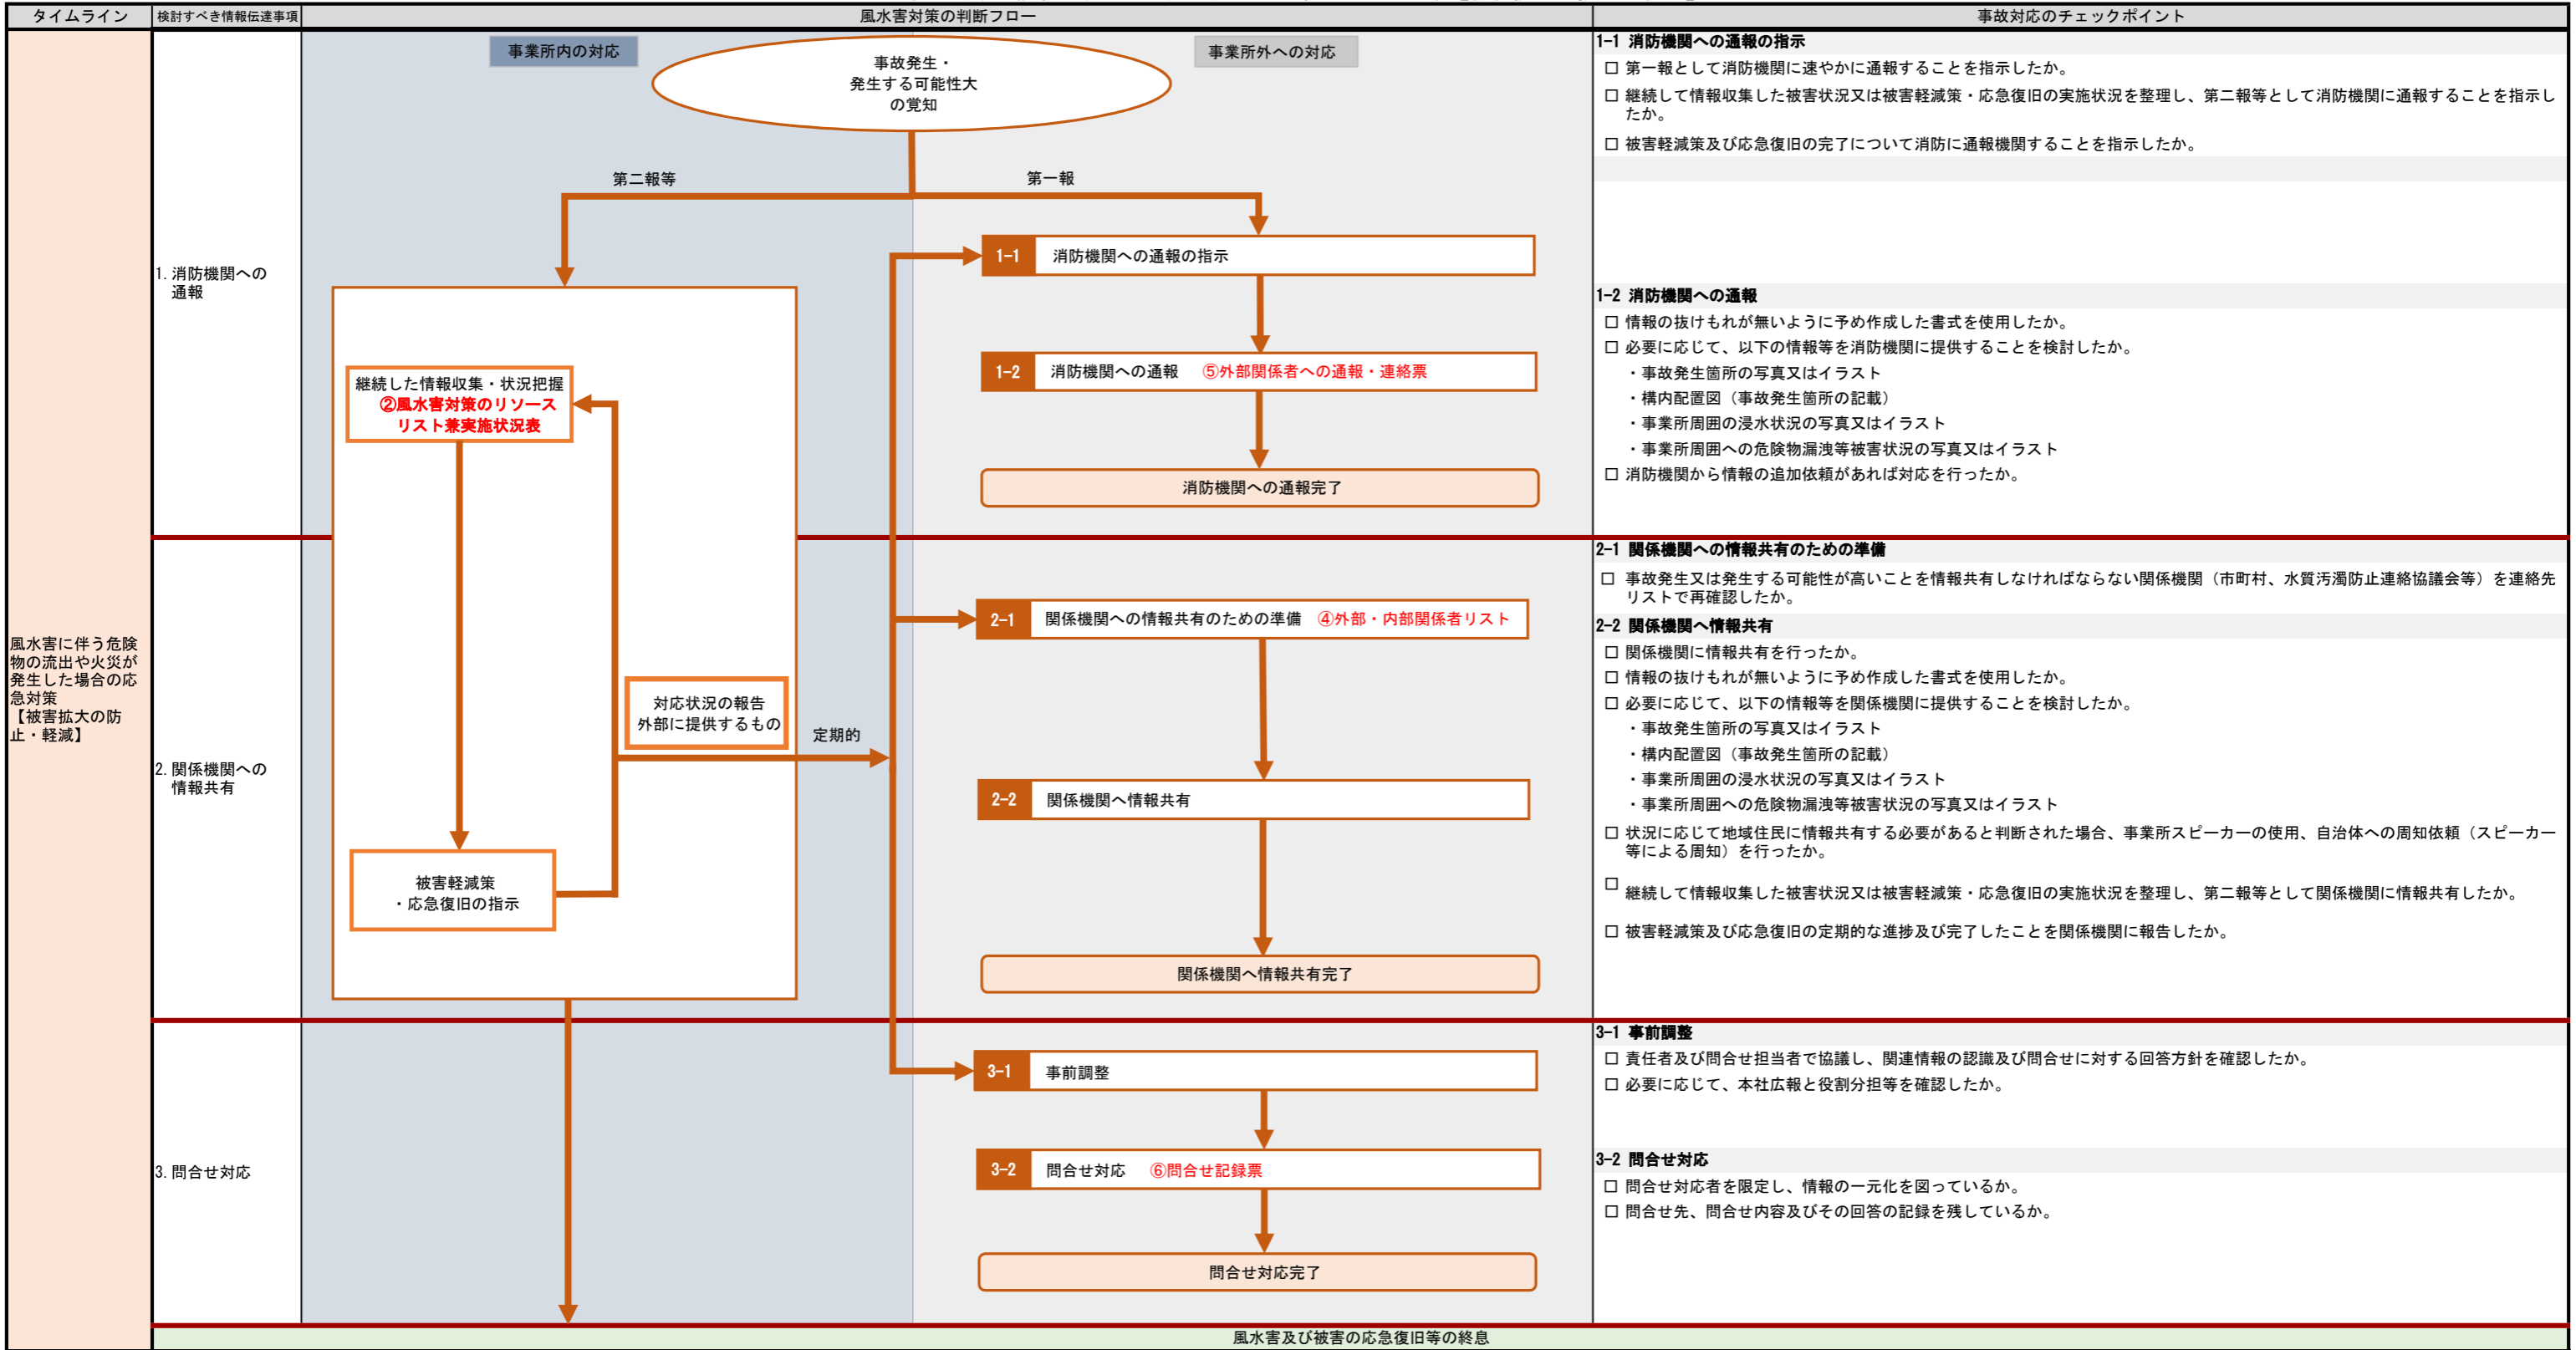 タイムライン
検討すべき情報伝達事項
風水害対策の判断フロー
事故対応のチェックポイント
風水害に伴う危険
物の流出や火災が
発生した場合の応
急対策
【被害拡大の防
止・軽減】
1.消防機関への
通報
事業所内の対応
事業所外への対応
事故発生・
発生する可能性大
の覚知
第二報等
第一報
1-1
消防機関への通報の指示
1-2
消防機関への通報 ⑤外部関係者への通報・連絡票
消防機関への通報完了
継続した情報収集・状況把握
②風水害対策のリソース
リスト兼実施状況表
1-1 消防機関への通報の指示
□ 第一報として消防機関に速やかに通報することを指示したか。
□ 継続して情報収集した被害状況又は被害軽減策・応急復旧の実施状況を整理し、第二報等として消防機関に通報することを指示し
たか。
□ 被害軽減策及び応急復旧の完了について消防に通報機関することを指示したか。
1-2 消防機関への通報
□ 情報の抜けもれが無いように予め作成した書式を使用したか。
□ 必要に応じて、以下の情報等を消防機関に提供することを検討したか。
・事故発生箇所の写真又はイラスト
・構内配置図（事故発生箇所の記載）
・事業所周囲の浸水状況の写真又はイラスト
・事業所周囲への危険物漏洩等被害状況の写真又はイラスト
□ 消防機関から情報の追加依頼があれば対応を行ったか。
2.関係機関への
情報共有
2-1
関係機関への情報共有のための準備 ④外部・内部関係者リスト
対応状況の報告
外部に提供するもの
定期的
2-2
関係機関へ情報共有
被害軽減策
・応急復旧の指示
関係機関へ情報共有完了
2-1 関係機関への情報共有のための準備
□ 事故発生又は発生する可能性が高いことを情報共有しなければならない関係機関（市町村、水質汚濁防止連絡協議会等）を連絡先
リストで再確認したか。
2-2 関係機関へ情報共有
□ 関係機関に情報共有を行ったか。
□ 情報の抜けもれが無いように予め作成した書式を使用したか。
□ 必要に応じて、以下の情報等を関係機関に提供することを検討したか。
・事故発生箇所の写真又はイラスト
・構内配置図（事故発生箇所の記載）
・事業所周囲の浸水状況の写真又はイラスト
・事業所周囲への危険物漏洩等被害状況の写真又はイラスト
□ 状況に応じて地域住民に情報共有する必要があると判断された場合、事業所スピーカーの使用、自治体への周知依頼（スピーカー
等による周知）を行ったか。
□ 継続して情報収集した被害状況又は被害軽減策・応急復旧の実施状況を整理し、第二報等として関係機関に情報共有したか。
□ 被害軽減策及び応急復旧の定期的な進捗及び完了したことを関係機関に報告したか。
3.問合せ対応
3-1
事前調整
3-2
問合せ対応 ⑥問合せ記録票
問合せ対応完了
3-1 事前調整
□ 責任者及び問合せ担当者で協議し、関連情報の認識及び問合せに対する回答方針を確認したか。
□ 必要に応じて、本社広報と役割分担等を確認したか。
3-2 問合せ対応
□ 問合せ対応者を限定し、情報の一元化を図っているか。
□ 問合せ先、問合せ内容及びその回答の記録を残しているか。
風水害及び被害の応急復旧等の終息